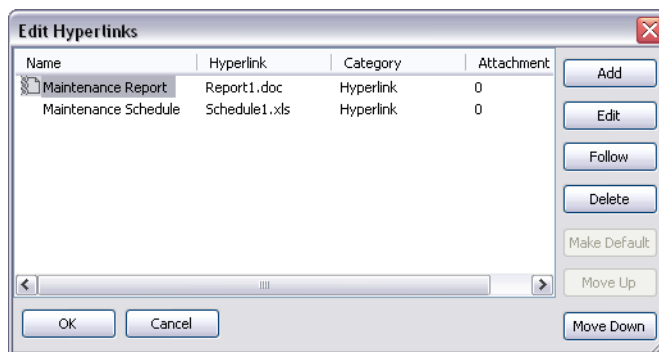 Edit Hyperlinks
Name Hyperlink Category Attachment
Maintenance Report Report1.doc Hyperlink 0
Maintenance Schedule Schedule1.xls Hyperlink 0
Add
Edit
Follow
Delete
Make Default
Move Up
OK Cancel Move Down